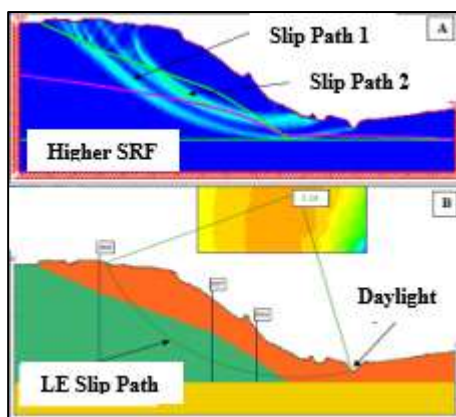 A
Slip Path 1
Slip Path 2
Higher SRF
B
Daylight
LE Slip Path